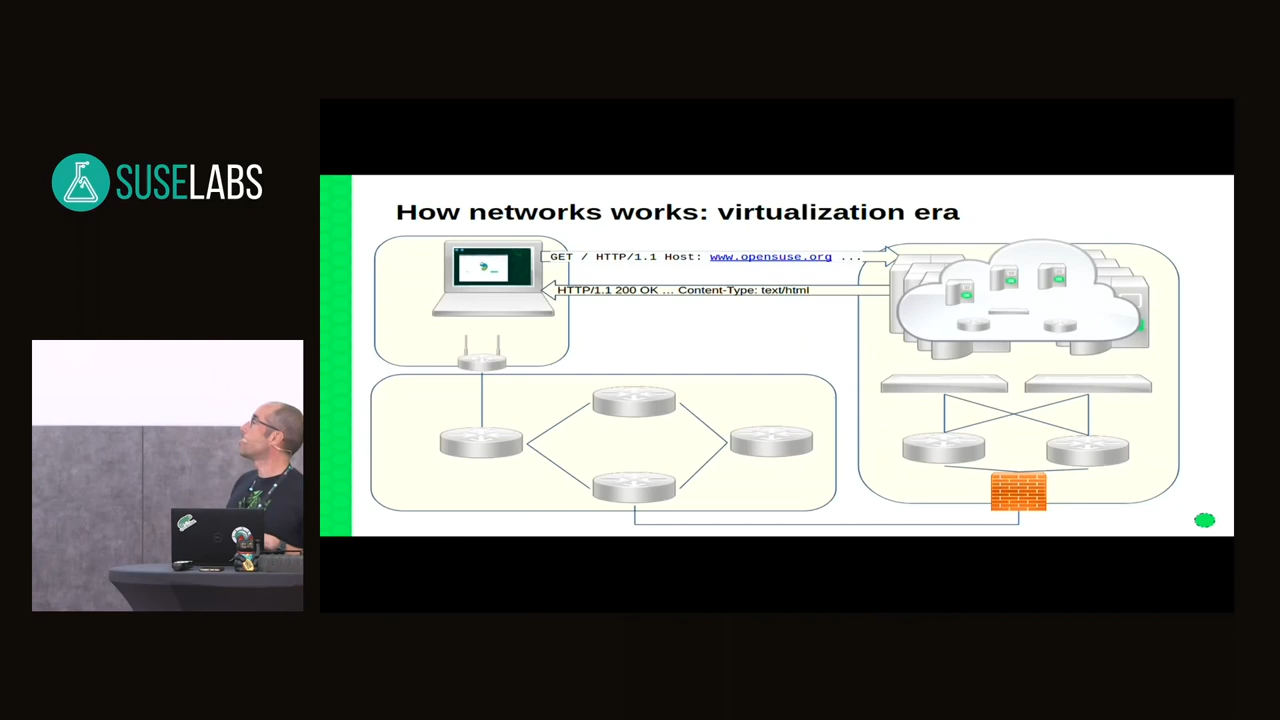 SUSELABS
How networks works: virtualization era
GET / HTTP/1.1 Host: www.opensuse.org ...
HTTP/1.1 200 OK ... Content-Type: text/html